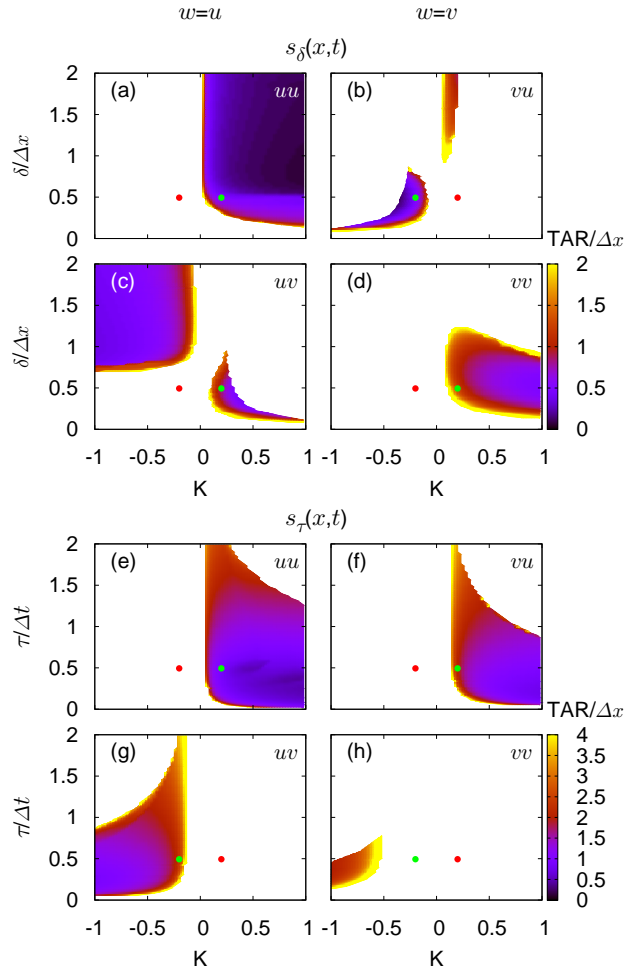 w=u w=v
s_δ(x,t)
(a) uu (b) vu
δ/Δx
2
1.5
1
0.5
0
TAR/Δx
(c) uv (d) vv
δ/Δx
2 2
1.5 1.5
1 1
0.5 0.5
0 0
-1 -0.5 0 0.5 1 -1 -0.5 0 0.5 1
K K
s_τ(x,t)
(e) uu (f) vu
τ/Δt
2
1.5
1
0.5
0
TAR/Δx
(g) uv (h) vv
τ/Δt
2 4
1.5 3.5
3
1 2.5
2
0.5 1.5
1
0 0.5
0
-1 -0.5 0 0.5 1 -1 -0.5 0 0.5 1
K K